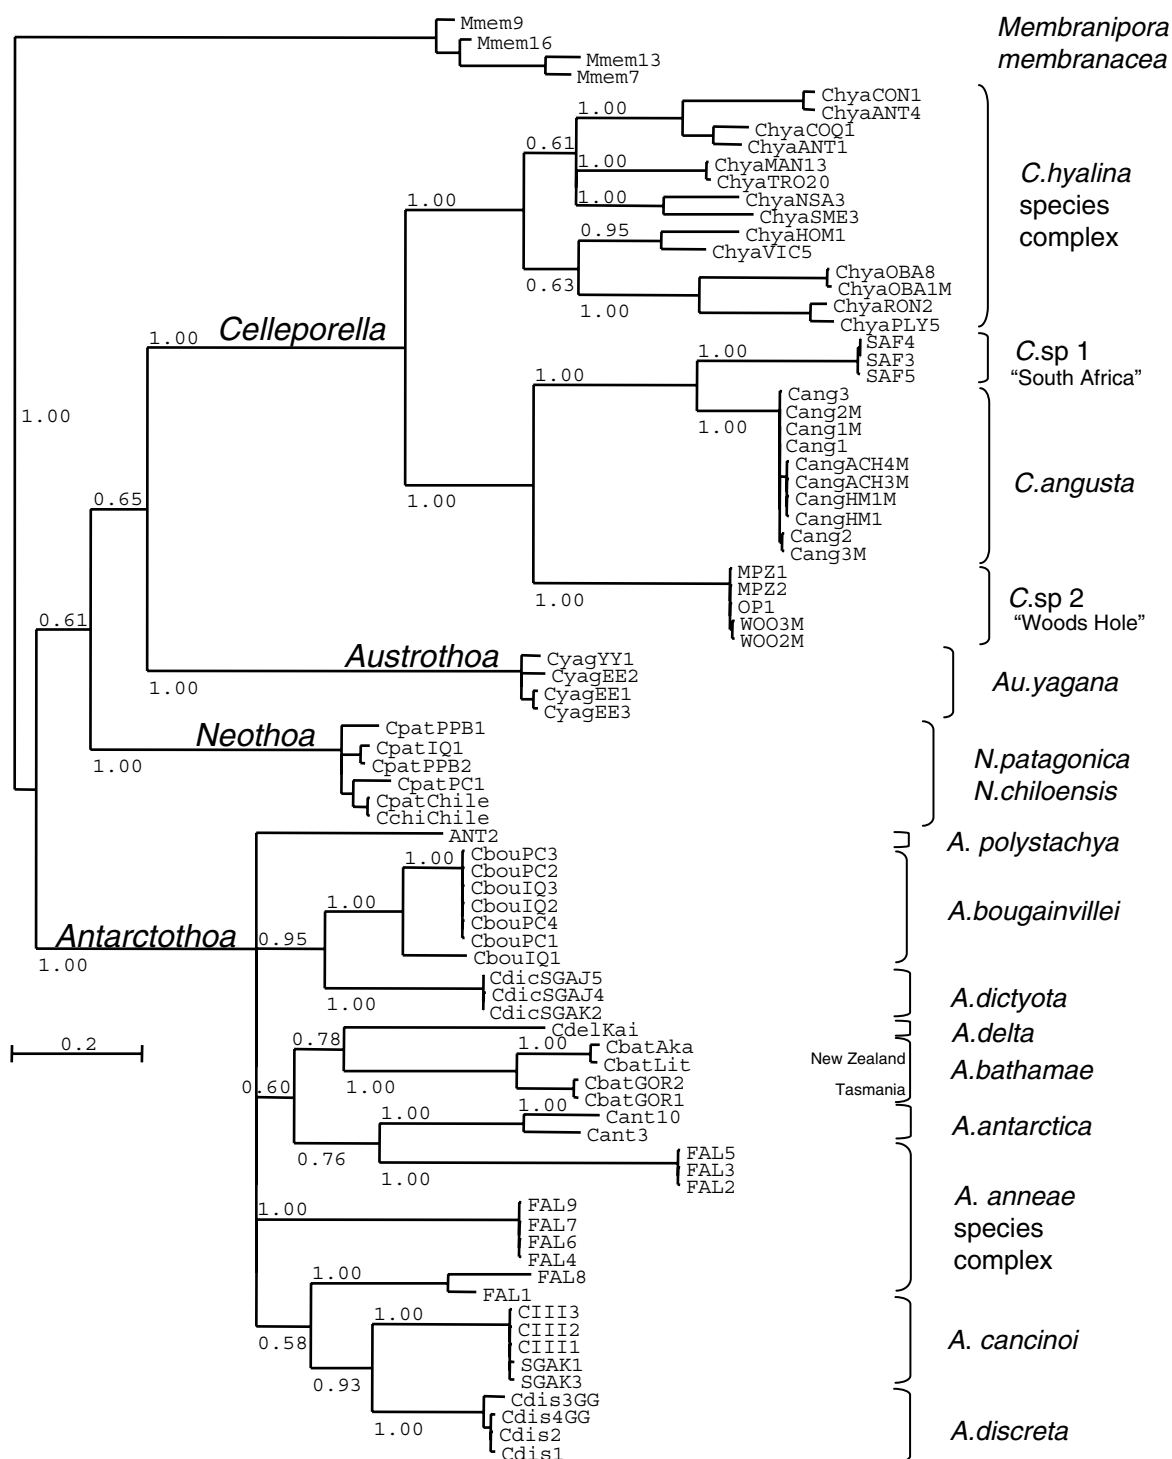 Mmem9
Membranipora
Mmem16
membranacea
Mmem13
Mmem7
ChyaCON1
1.00
ChyaANT4
ChyaCOQ1
0.61
ChyaANT1
1.00
ChyaMAN13
C.hyalina
ChyaTRO20
1.00
1.00
ChyaNSA3
species
ChyaSME3
0.95
ChyaHOM1
complex
ChyaVIC5
ChyaOBA8
0.63
ChyaOBA1M
1.00
ChyaRON2
ChyaPLY5
1.00
Celleporella
SAF4
1.00
SAF3
C.sp 1
1.00
SAF5
“South Africa”
Cang3
1.00
Cang2M
1.00
Cang1M
Cang1
CangACH4M
CangACH3M
C.angusta
0.65
1.00
CangHM1M
CangHM1
Cang2
Cang3M
MPZ1
MPZ2
1.00
OP1
C.sp 2
0.61
WOO3M
“Woods Hole”
WOO2M
Austrothoa
CyagYY1
CyagEE2
1.00
CyagEE1
Au.yagana
CyagEE3
Neothoa
CpatPPB1
CpatIQ1
N.patagonica
1.00
CpatPPB2
CpatPC1
N.chiloensis
CpatChile
CchiChile
ANT2
A. polystachya
1.00
CbouPC3
CbouPC2
CbouIQ3
1.00
CbouIQ2
A.bougainvillei
CbouPC4
Antarctothoa
0.95
CbouPC1
1.00
CbouIQ1
CdicSGAJ5
1.00
CdicSGAJ4
A.dictyota
CdicSGAK2
CdelKai
A.delta
0.2
0.78
1.00
CbatAka
New Zealand
CbatLit
A.bathamae
0.60
1.00
CbatGOR2
Tasmania
CbatGOR1
1.00
1.00
Cant10
Cant3
A.antarctica
0.76
FAL5
1.00
FAL3
FAL2
1.00
FAL9
A. anneae
FAL7
species
FAL6
FAL4
complex
1.00
FAL8
FAL1
1.00
CIII3
CIII2
0.58
CIII1
A. cancinoi
SGAK1
0.93
SGAK3
Cdis3GG
Cdis4GG
1.00
Cdis2
A.discreta
Cdis1